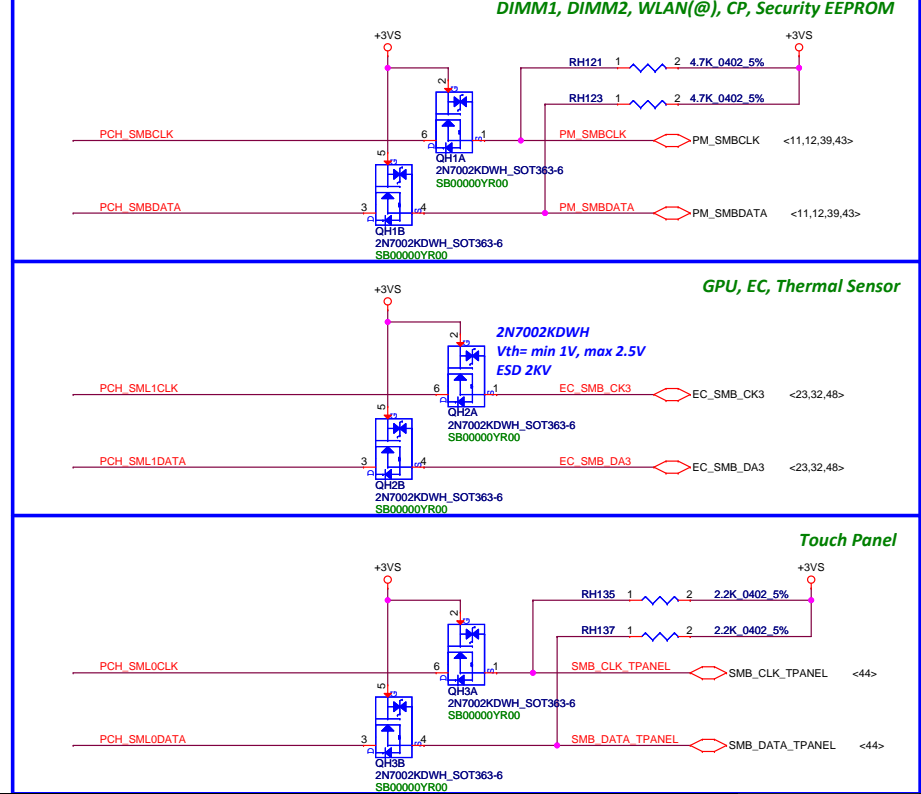 DIMM1, DIMM2, WLAN(@), CP, Security EEPROM
+3VS
+3VS
RH121 1 2 4.7K_0402_5%
2
G
RH123 1 2 4.7K_0402_5%
PCH_SMBCLK 6 1 PM_SMBCLK PM_SMBCLK <11,12,39,43>
D S
5
G
QH1A
2N7002KDWH_SOT363-6
SB00000YR00
PCH_SMBDATA 3 4 PM_SMBDATA PM_SMBDATA <11,12,39,43>
D S
QH1B
2N7002KDWH_SOT363-6
SB00000YR00
GPU, EC, Thermal Sensor
+3VS
2N7002KDWH
Vth= min 1V, max 2.5V
ESD 2KV
2
G
PCH_SML1CLK 6 1 EC_SMB_CK3 EC_SMB_CK3 <23,32,48>
D S
5
G
QH2A
2N7002KDWH_SOT363-6
SB00000YR00
PCH_SML1DATA 3 4 EC_SMB_DA3 EC_SMB_DA3 <23,32,48>
D S
QH2B
2N7002KDWH_SOT363-6
SB00000YR00
Touch Panel
+3VS
+3VS
RH135 1 2 2.2K_0402_5%
2
G
RH137 1 2 2.2K_0402_5%
PCH_SML0CLK 6 1 SMB_CLK_TPANEL SMB_CLK_TPANEL <44>
D S
5
G
QH3A
2N7002KDWH_SOT363-6
SB00000YR00
PCH_SML0DATA 3 4 SMB_DATA_TPANEL SMB_DATA_TPANEL <44>
D S
QH3B
2N7002KDWH_SOT363-6
SB00000YR00